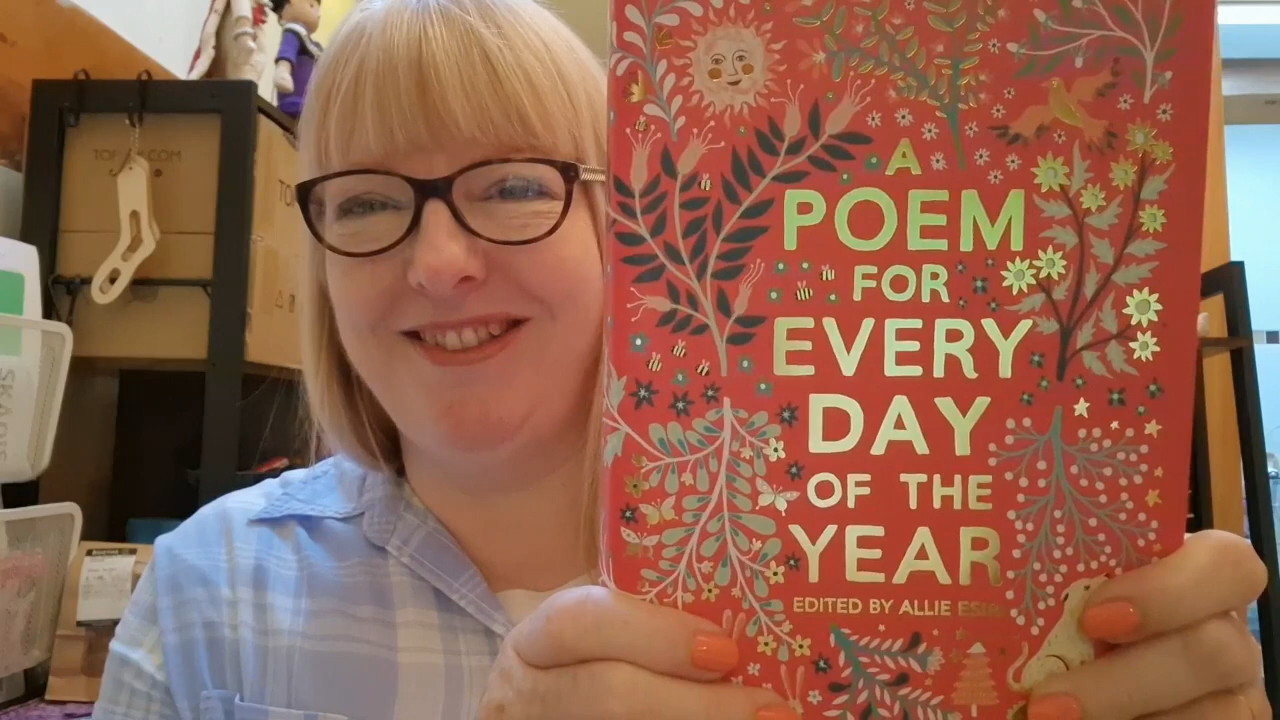 A
POEM
FOR
EVERY
DAY
OF THE
YEAR
EDITED BY ALLIE ESIRI